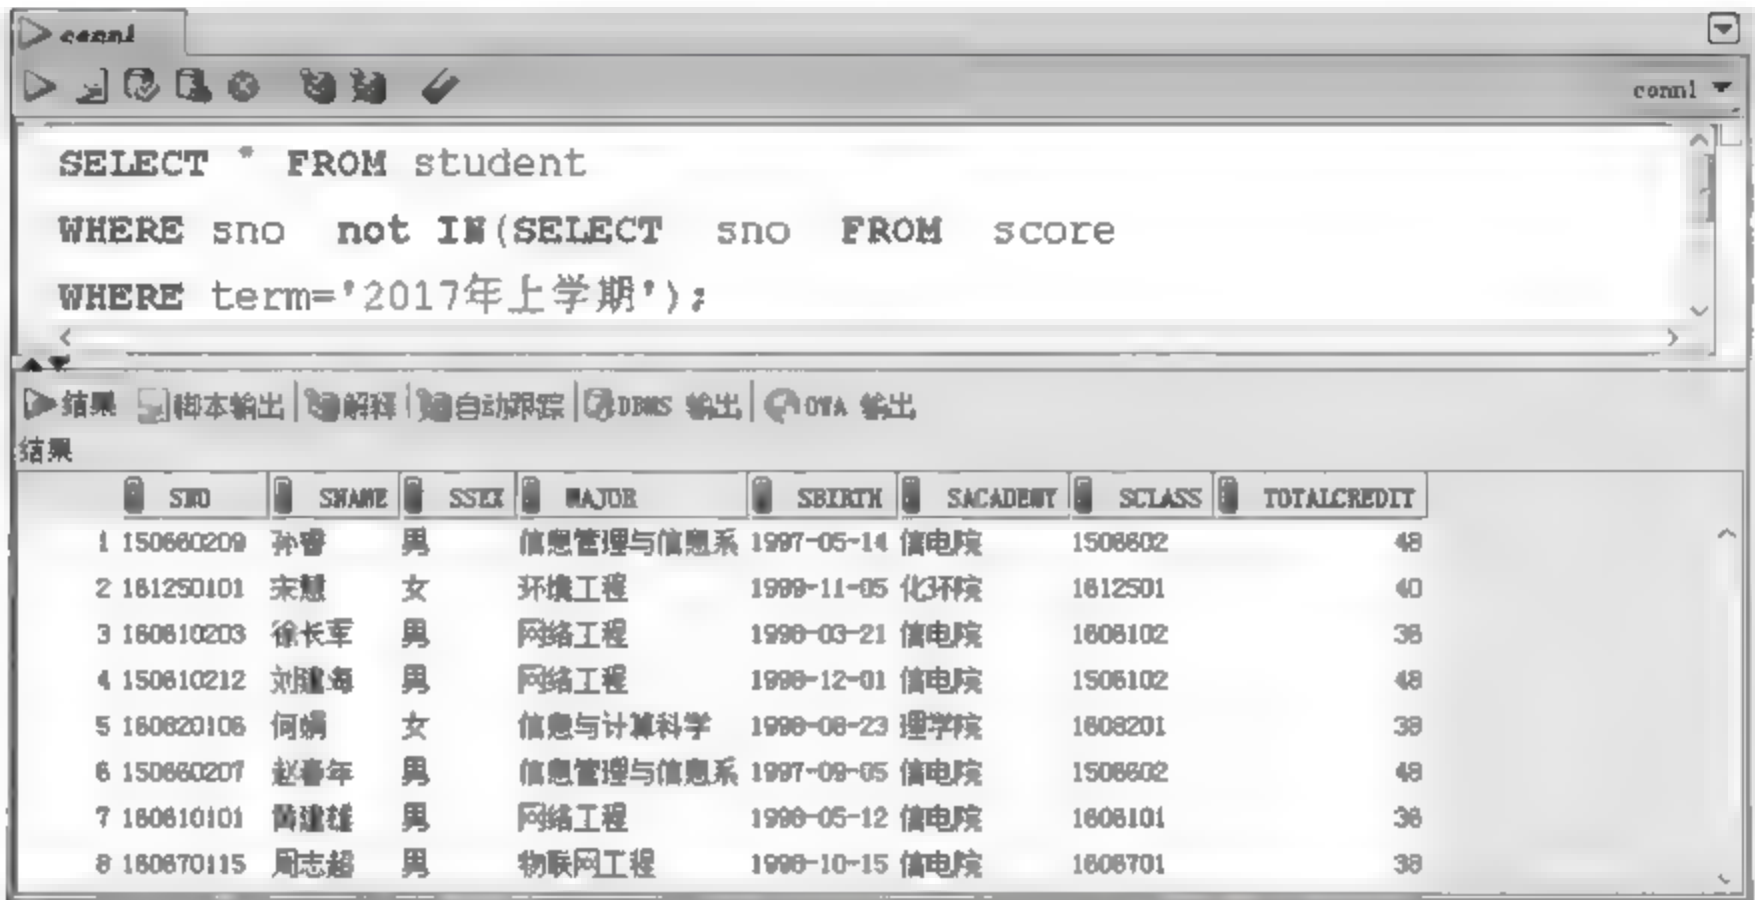 conn1
conn1
SELECT * FROM student
WHERE sno not IN(SELECT sno FROM score
WHERE term='2017年上学期');
结果 脚本输出 解释 自动跟踪 DBMS 输出 OWA 输出
结果
SNO SNAME SSEX MAJOR SBIRTH SACADEMY SCLASS TOTALCREDIT
1 150660209 孙睿 男 信息管理与信息系 1997-05-14 信电院 1506602 48
2 161250101 宋慧 女 环境工程 1999-11-05 化环院 1612501 40
3 160610203 徐长军 男 网络工程 1998-03-21 信电院 1606102 38
4 150610212 刘建海 男 网络工程 1998-12-01 信电院 1506102 48
5 160820106 何娟 女 信息与计算科学 1998-08-23 理学院 1608201 38
6 150660207 赵春年 男 信息管理与信息系 1997-09-05 信电院 1506602 48
7 160610101 黄建雄 男 网络工程 1998-05-12 信电院 1606101 38
8 160670115 周志超 男 物联网工程 1998-10-15 信电院 1606701 38